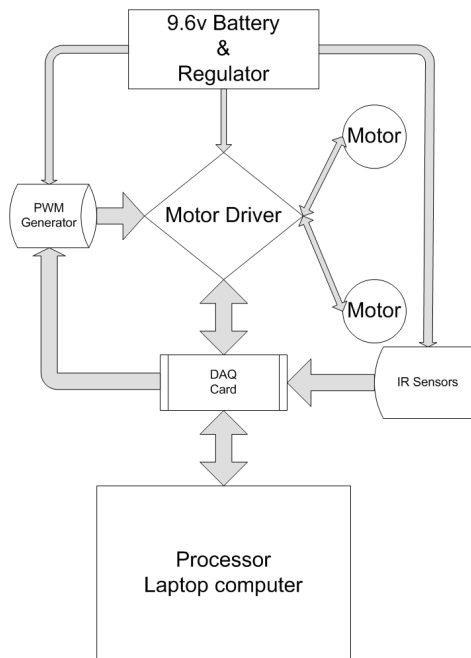 9.6v Battery
&
Regulator
Motor
PWM
Generator
Motor Driver
Motor
DAQ
Card
IR Sensors
Processor
Laptop computer